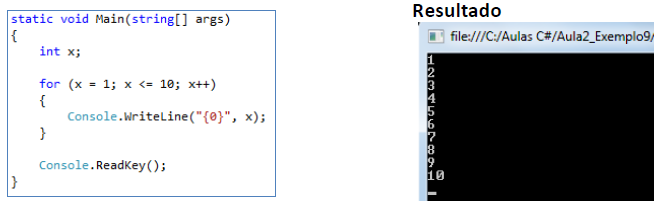 static void Main(string[] args)
{
int x;
for (x = 1; x <= 10; x++)
{
Console.WriteLine("{0}", x);
}
Console.ReadKey();
}
Resultado
file:///C:/Aulas C#/Aula2_Exemplo9/
1
2
3
4
5
6
7
8
9
10